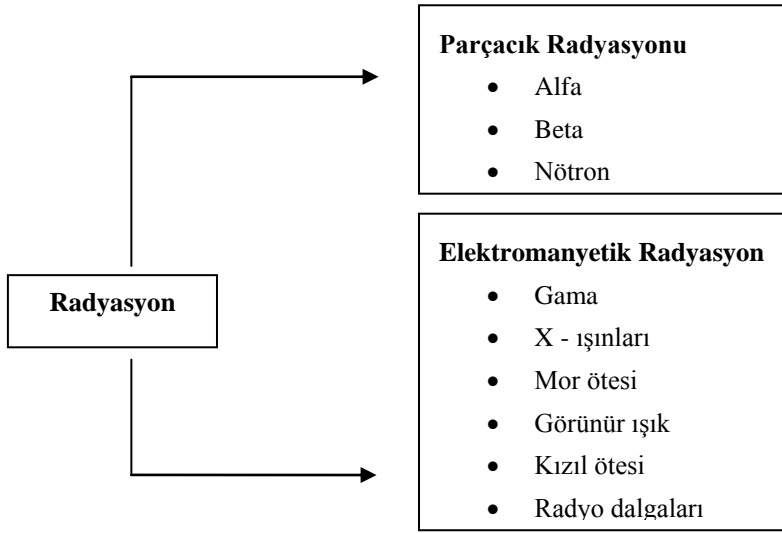 Parçacık Radyasyonu
• Alfa
• Beta
• Nötron
Radyasyon
Elektromanyetik Radyasyon
• Gama
• X - ışınları
• Mor ötesi
• Görünür ışık
• Kızıl ötesi
• Radyo dalgaları